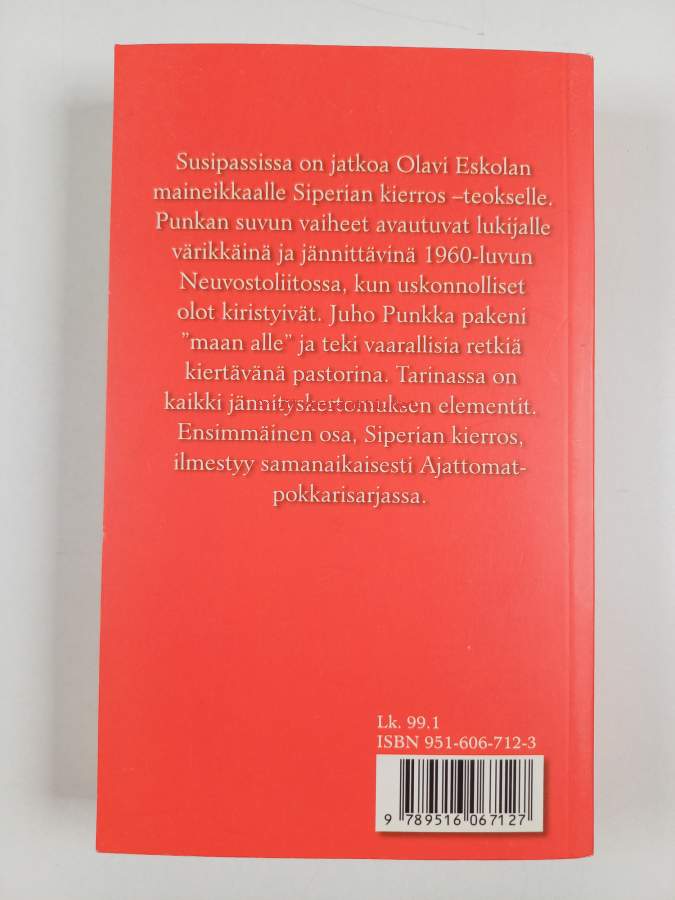 Susipassissa on jatkoa Olavi Eskolan
maineikkaalle Siperian kierros –teokselle.
Punkan suvun vaiheet avautuvat lukijalle
värikkäinä ja jännittävinä 1960-luvun
Neuvostoliitossa, kun uskonnolliset
olot kiristyivät. Juho Punkka pakeni
”maan alle” ja teki vaarallisia retkiä
kiertävänä pastorina. Tarinassa on
kaikki jännityskertomuksen elementit.
Ensimmäinen osa, Siperian kierros,
ilmestyy samanaikaisesti Ajattomat-
pokkarisarjassa.
Lk. 99.1
ISBN 951-606-712-3
9 789516 067127